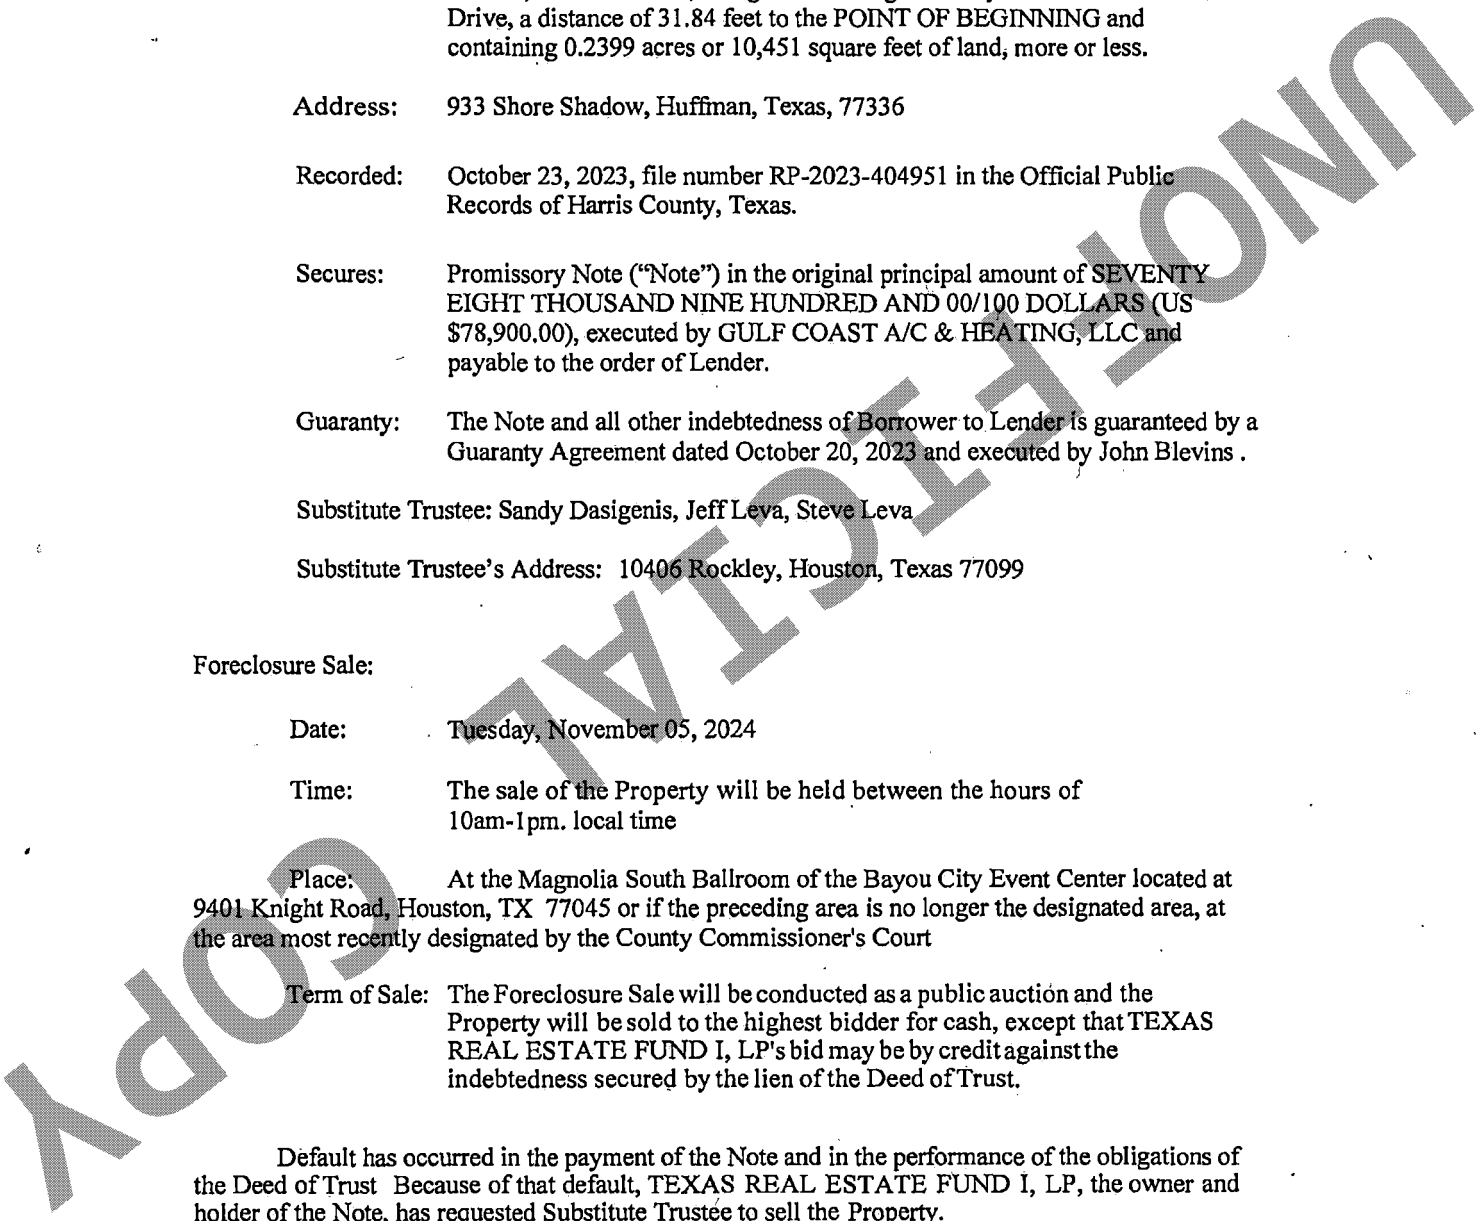 Drive, a distance of 31.84 feet to the POINT OF BEGINNING and
containing 0.2399 acres or 10,451 square feet of land, more or less.
Address: 933 Shore Shadow, Huffman, Texas, 77336
Recorded: October 23, 2023, file number RP-2023-404951 in the Official Public
Records of Harris County, Texas.
Secures: Promissory Note (“Note”) in the original principal amount of SEVENTY
EIGHT THOUSAND NINE HUNDRED AND 00/100 DOLLARS (US
$78,900.00), executed by GULF COAST A/C & HEATING, LLC and
payable to the order of Lender.
Guaranty: The Note and all other indebtedness of Borrower to Lender is guaranteed by a
Guaranty Agreement dated October 20, 2023 and executed by John Blevins .
Substitute Trustee: Sandy Dasigenis, Jeff Leva, Steve Leva
Substitute Trustee’s Address: 10406 Rockley, Houston, Texas 77099
Foreclosure Sale:
Date: Tuesday, November 05, 2024
Time: The sale of the Property will be held between the hours of
10am-1pm. local time
Place: At the Magnolia South Ballroom of the Bayou City Event Center located at
9401 Knight Road, Houston, TX 77045 or if the preceding area is no longer the designated area, at
the area most recently designated by the County Commissioner's Court
Term of Sale: The Foreclosure Sale will be conducted as a public auction and the
Property will be sold to the highest bidder for cash, except that TEXAS
REAL ESTATE FUND I, LP's bid may be by credit against the
indebtedness secured by the lien of the Deed of Trust.
Default has occurred in the payment of the Note and in the performance of the obligations of
the Deed of Trust Because of that default, TEXAS REAL ESTATE FUND I, LP, the owner and
holder of the Note, has requested Substitute Trustee to sell the Property.
UNOFFICIAL COPY